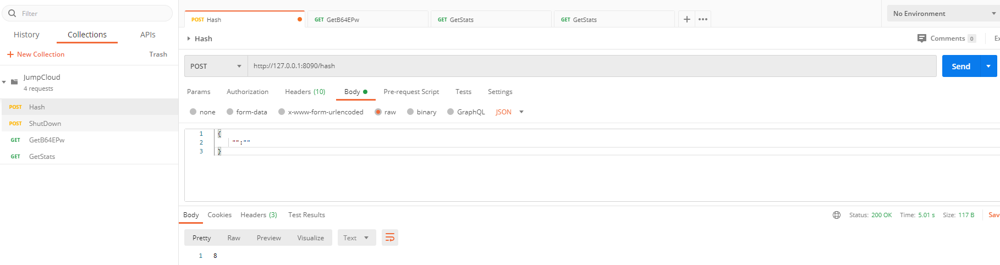 Filter
History Collections APIs
+ New Collection Trash
JumpCloud
4 requests
POST Hash
POST ShutDown
GET GetB64EPw
GET GetStats
POST Hash GET GetB64EPw GET GetStats GET GetStats + ••• No Environment
Hash Comments 0 Ex
POST http://127.0.0.1:8090/hash Send
Params Authorization Headers (10) Body Pre-request Script Tests Settings
none form-data x-www-form-urlencoded raw binary GraphQL JSON
1 {
2 "":""
3 }
Body Cookies Headers (3) Test Results Status: 200 OK Time: 5.01 s Size: 117 B Sav
Pretty Raw Preview Visualize Text
1 8